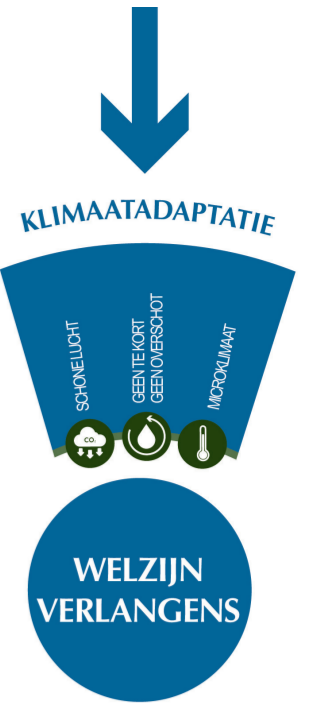 KLIMAATADAPTATIE
SCHONE LUCHT
GEEN TE KORT
GEEN OVERSCHOT
MICROKLIMAAT
CO₂
WELZIJN
VERLANGENS